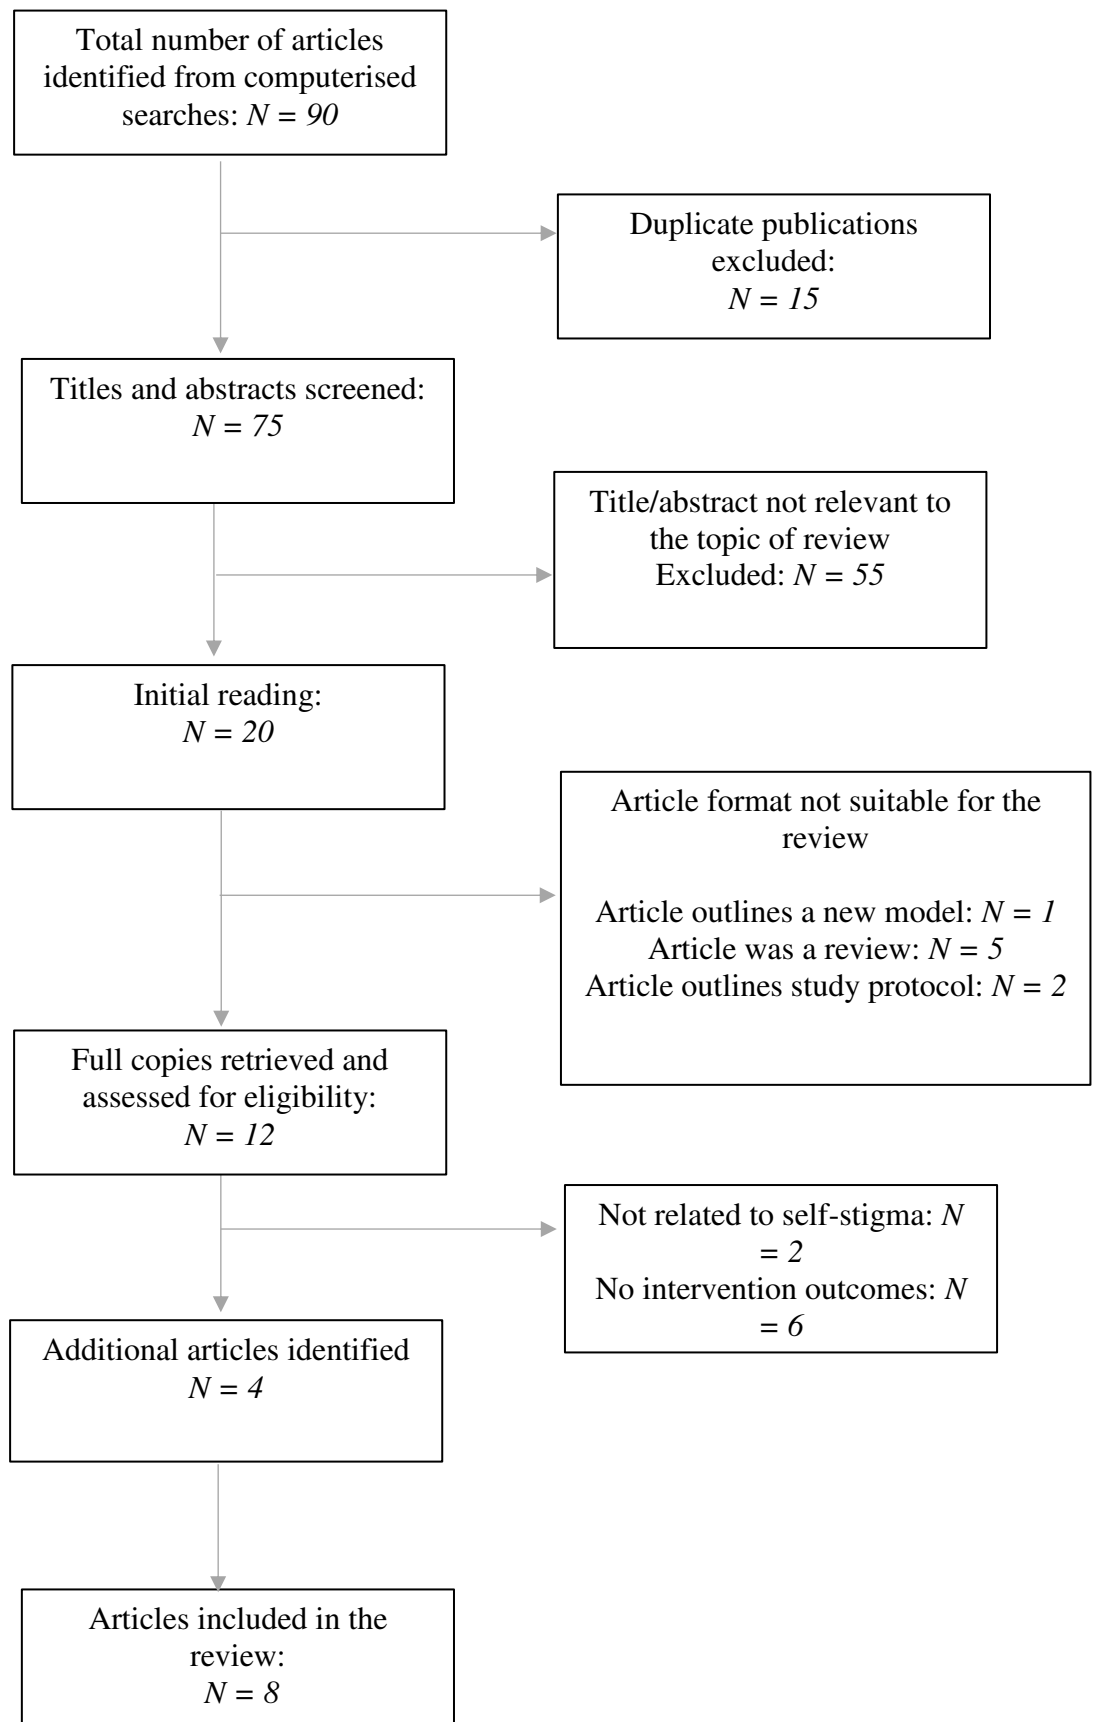 Total number of articles
identified from computerised
searches: N = 90
Duplicate publications
excluded:
N = 15
Titles and abstracts screened:
N = 75
Title/abstract not relevant to
the topic of review
Excluded: N = 55
Initial reading:
N = 20
Article format not suitable for the
review
Article outlines a new model: N = 1
Article was a review: N = 5
Article outlines study protocol: N = 2
Full copies retrieved and
assessed for eligibility:
N = 12
Not related to self-stigma: N
= 2
No intervention outcomes: N
= 6
Additional articles identified
N = 4
Articles included in the
review:
N = 8